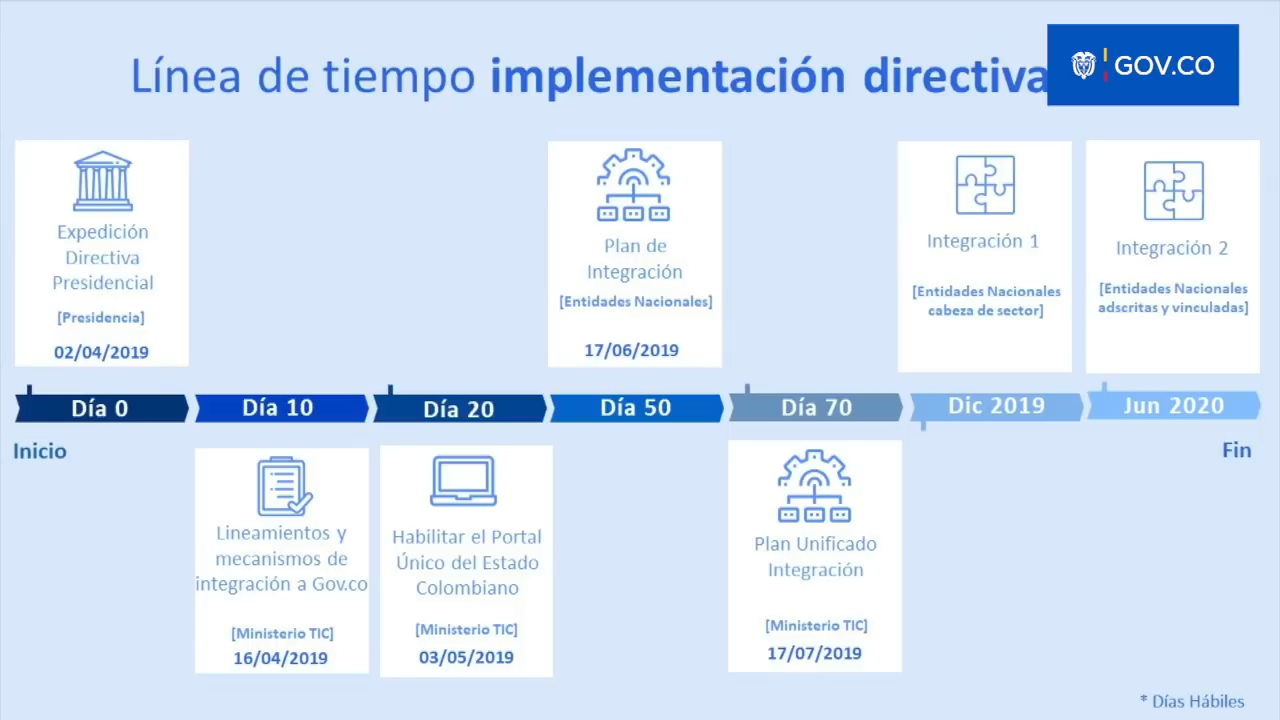 Línea de tiempo implementación directiva
GOV.CO
Expedición
Directiva
Presidencial
[Presidencia]
02/04/2019
Plan de
Integración
[Entidades Nacionales]
17/06/2019
Integración 1
[Entidades Nacionales
cabeza de sector]
Integración 2
[Entidades Nacionales
adscritas y vinculadas]
Día 0
Día 10
Día 20
Día 50
Día 70
Dic 2019
Jun 2020
Inicio
Fin
Lineamientos y
mecanismos de
integración a Gov.co
[Ministerio TIC]
16/04/2019
Habilitar el Portal
Único del Estado
Colombiano
[Ministerio TIC]
03/05/2019
Plan Unificado
Integración
[Ministerio TIC]
17/07/2019
* Días Hábiles